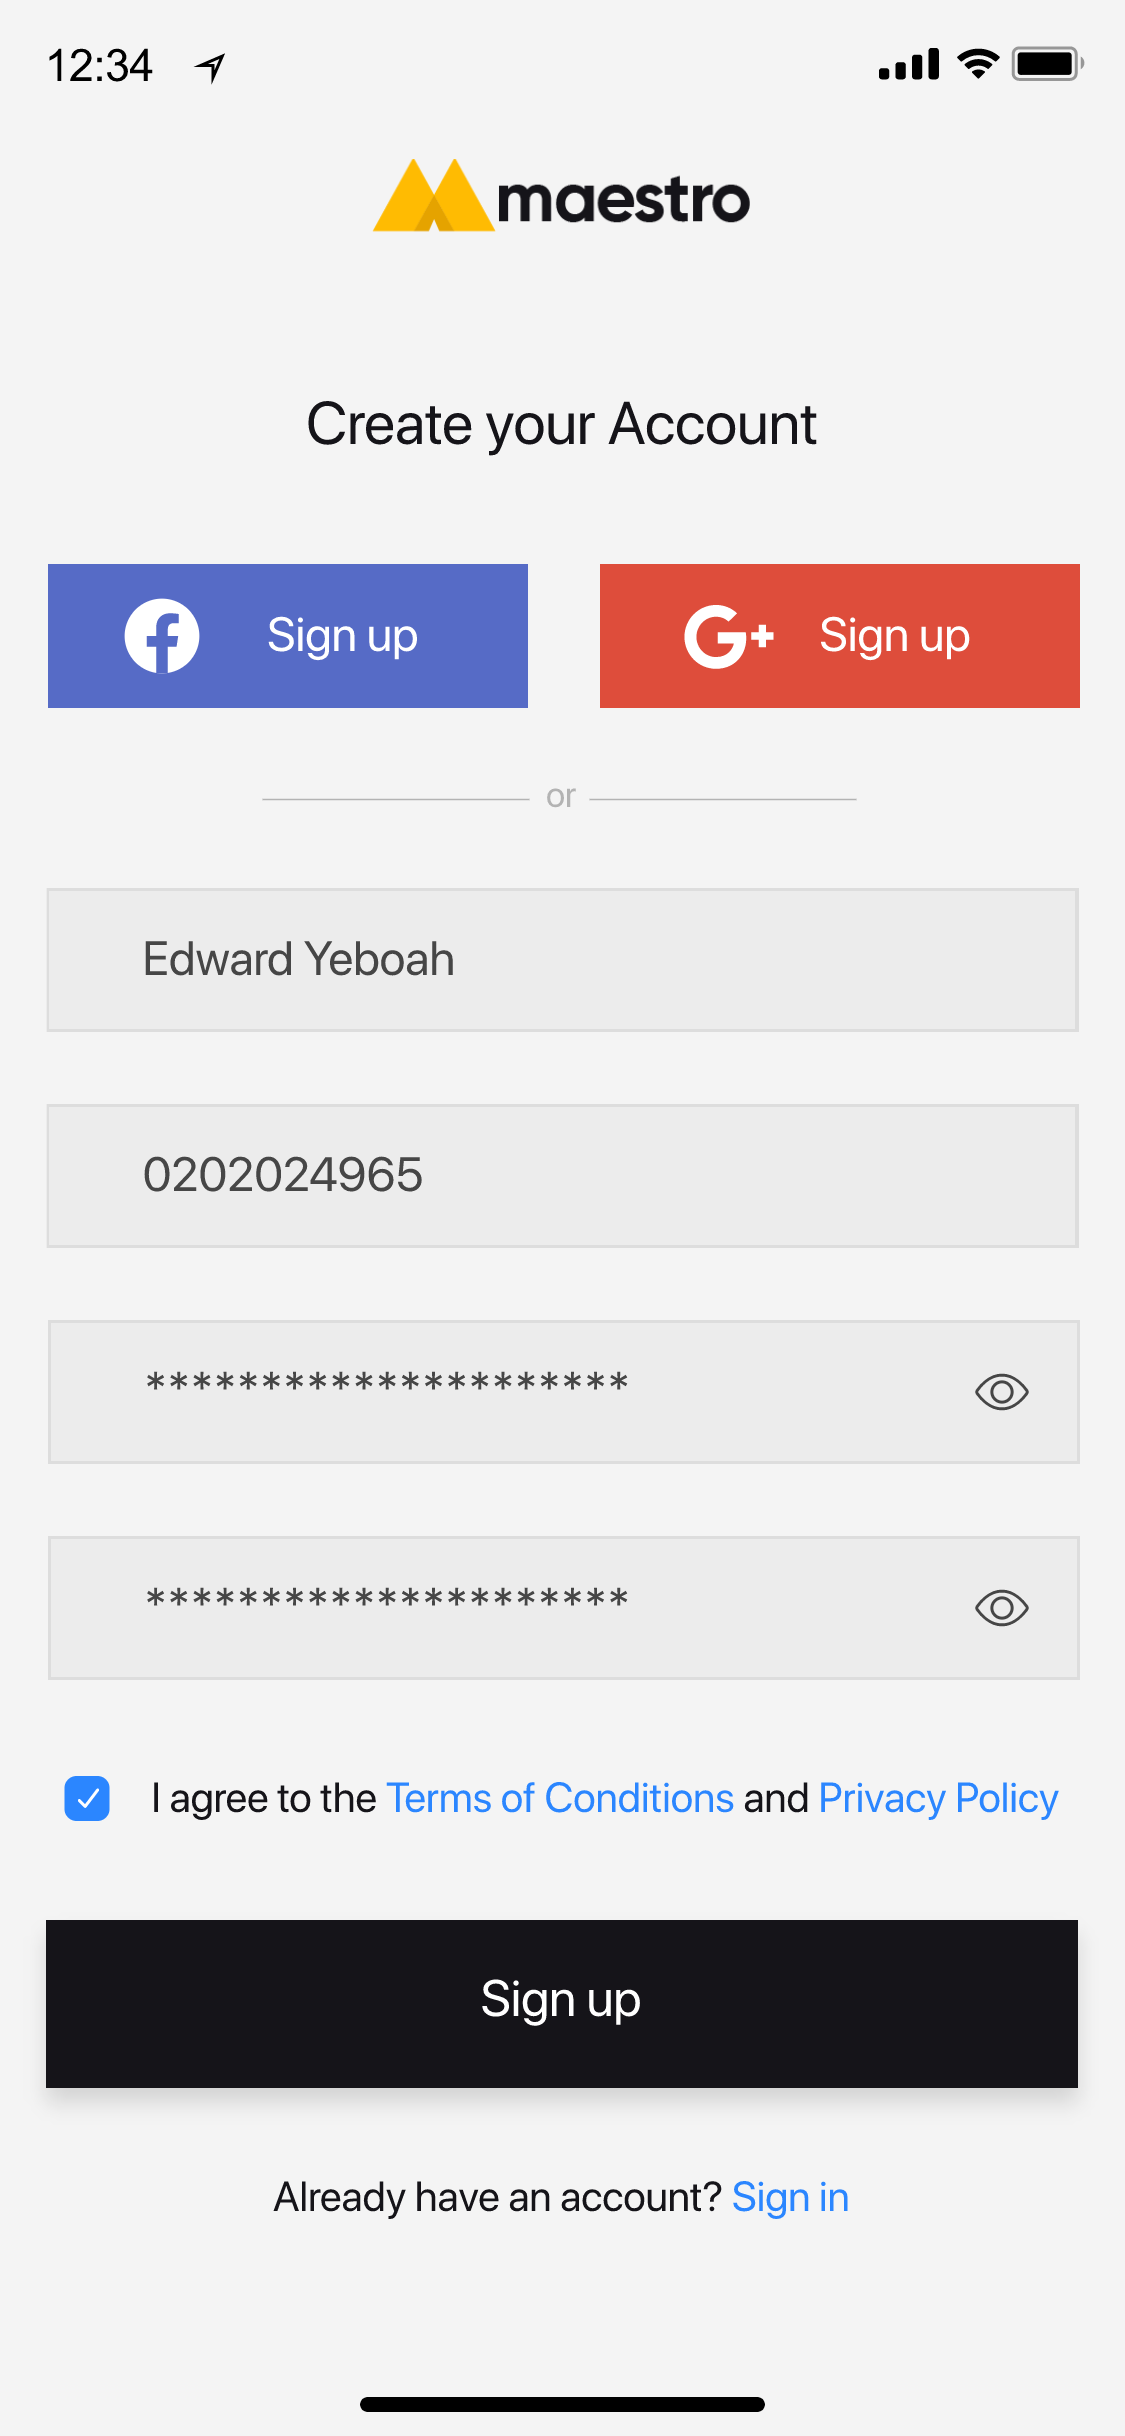 12:34
maestro
Create your Account
Sign up
G+ Sign up
or
Edward Yeboah
0202024965
*********************
*********************
I agree to the Terms of Conditions and Privacy Policy
Sign up
Already have an account? Sign in